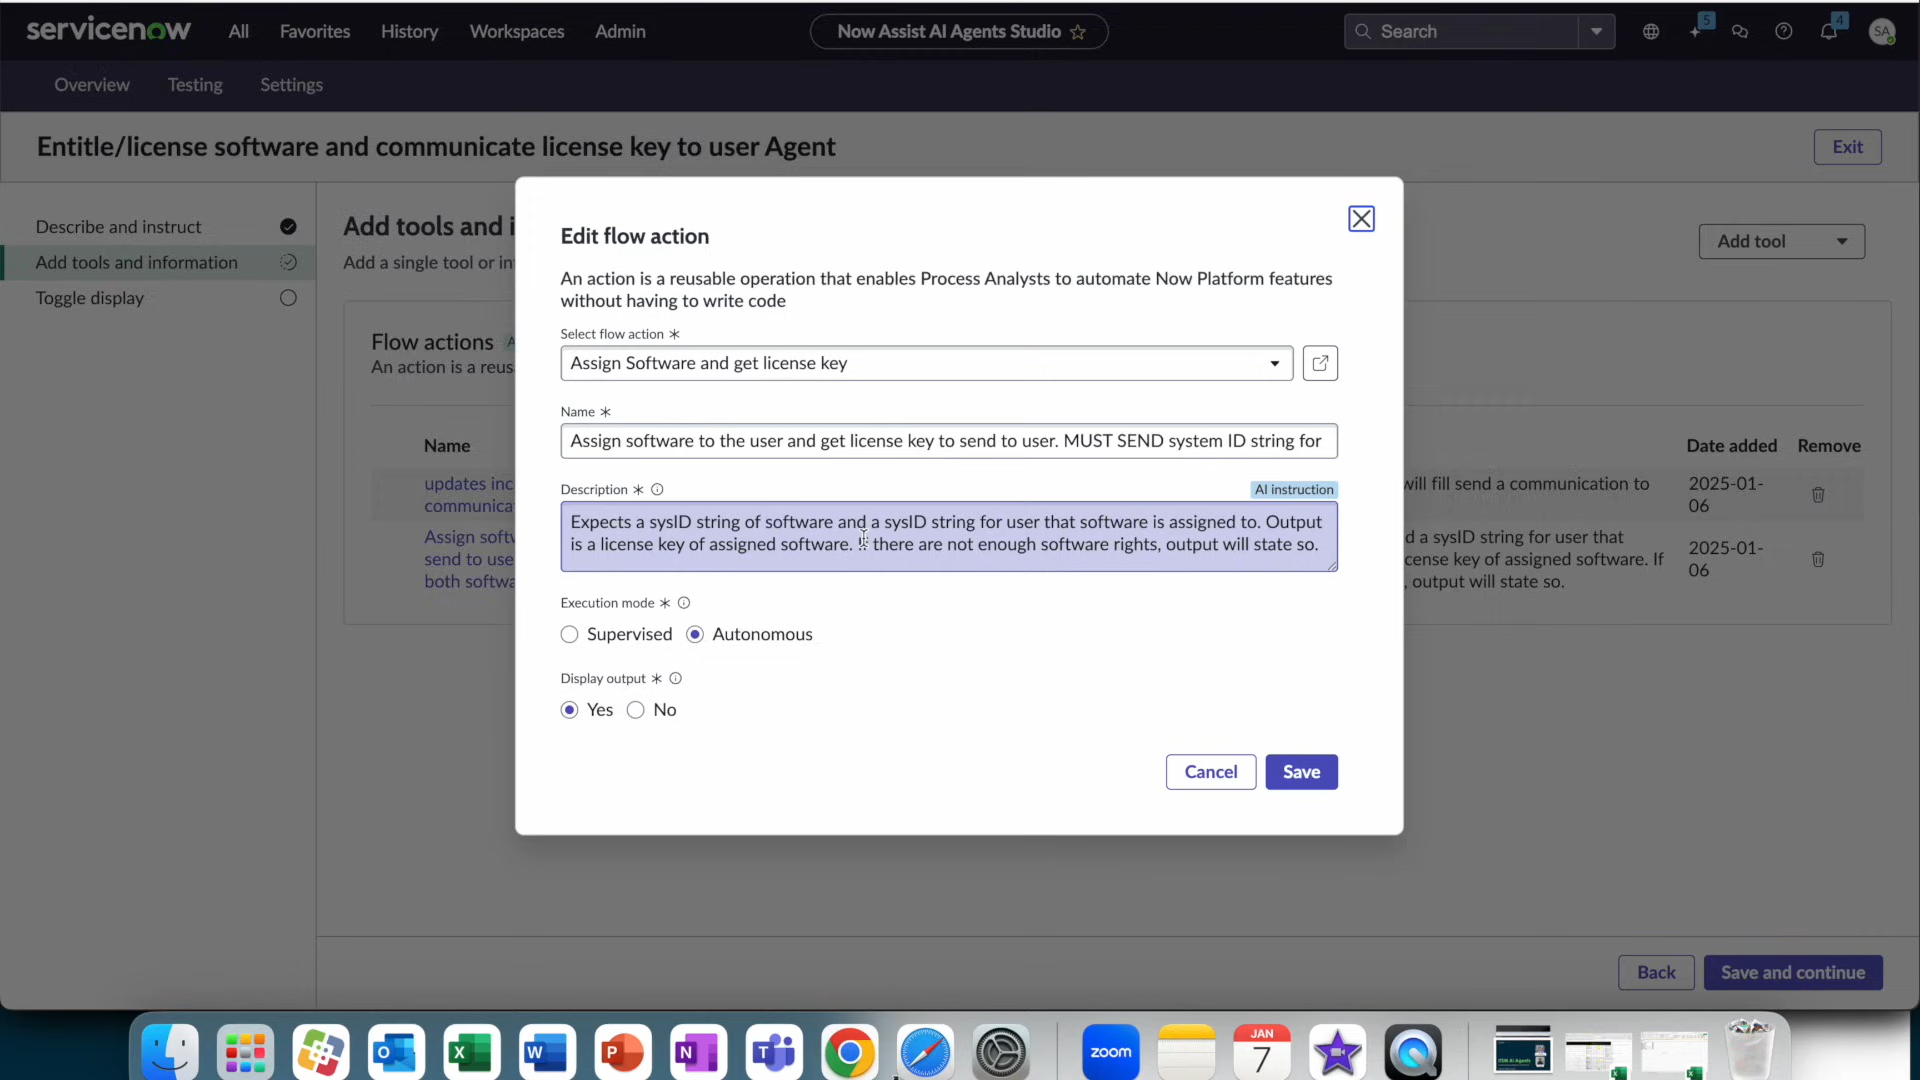 servicenow
All
Favorites
History
Workspaces
Admin
Now Assist AI Agents Studio
Search
5
4
SA
Overview
Testing
Settings
Entitle/license software and communicate license key to user Agent
Exit
Describe and instruct
Add tools and information
Toggle display
Add tools and i
Add a single tool or in
Add tool
Flow actions A
An action is a reus
Name
Date added
Remove
updates inc
communica
will fill send a communication to
2025-01-
06
Assign softw
send to use
both softwa
d a sysID string for user that
cense key of assigned software. If
, output will state so.
2025-01-
06
Edit flow action
An action is a reusable operation that enables Process Analysts to automate Now Platform features
without having to write code
Select flow action *
Assign Software and get license key
Name *
Assign software to the user and get license key to send to user. MUST SEND system ID string for
Description *
AI instruction
Expects a sysID string of software and a sysID string for user that software is assigned to. Output
is a license key of assigned software. If there are not enough software rights, output will state so.
Execution mode *
Supervised
Autonomous
Display output *
Yes
No
Cancel
Save
Back
Save and continue
zoom
JAN
7